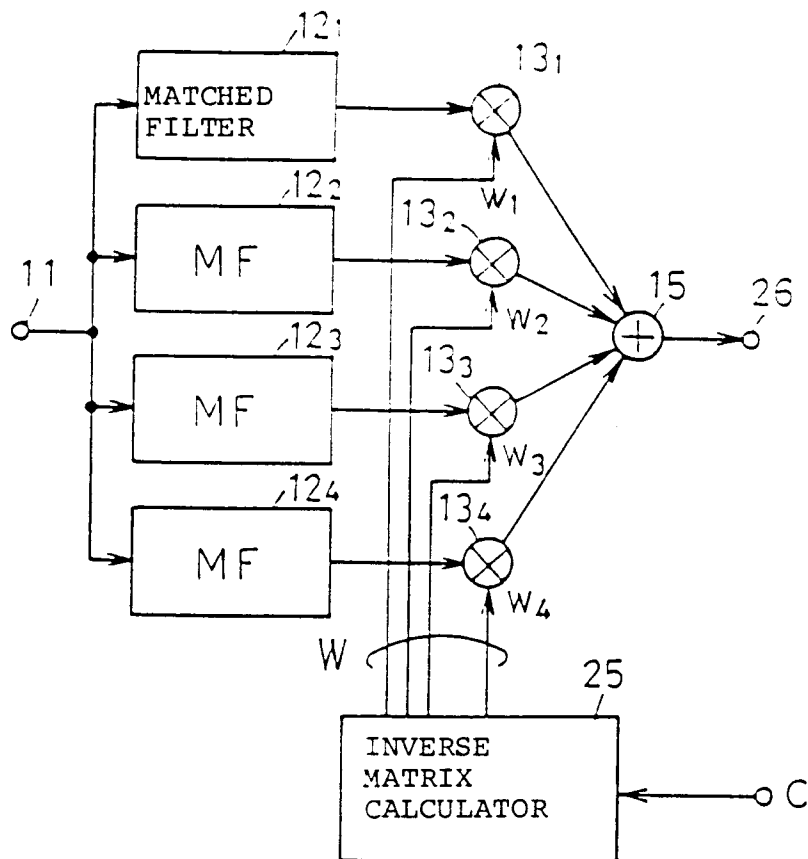 12₁
13₁
MATCHED
FILTER
W₁
12₂
13₂
MF
11
W₂
15
26
12₃
13₃
MF
W₃
12₄
13₄
MF
W₄
W
25
INVERSE
MATRIX
CALCULATOR
C